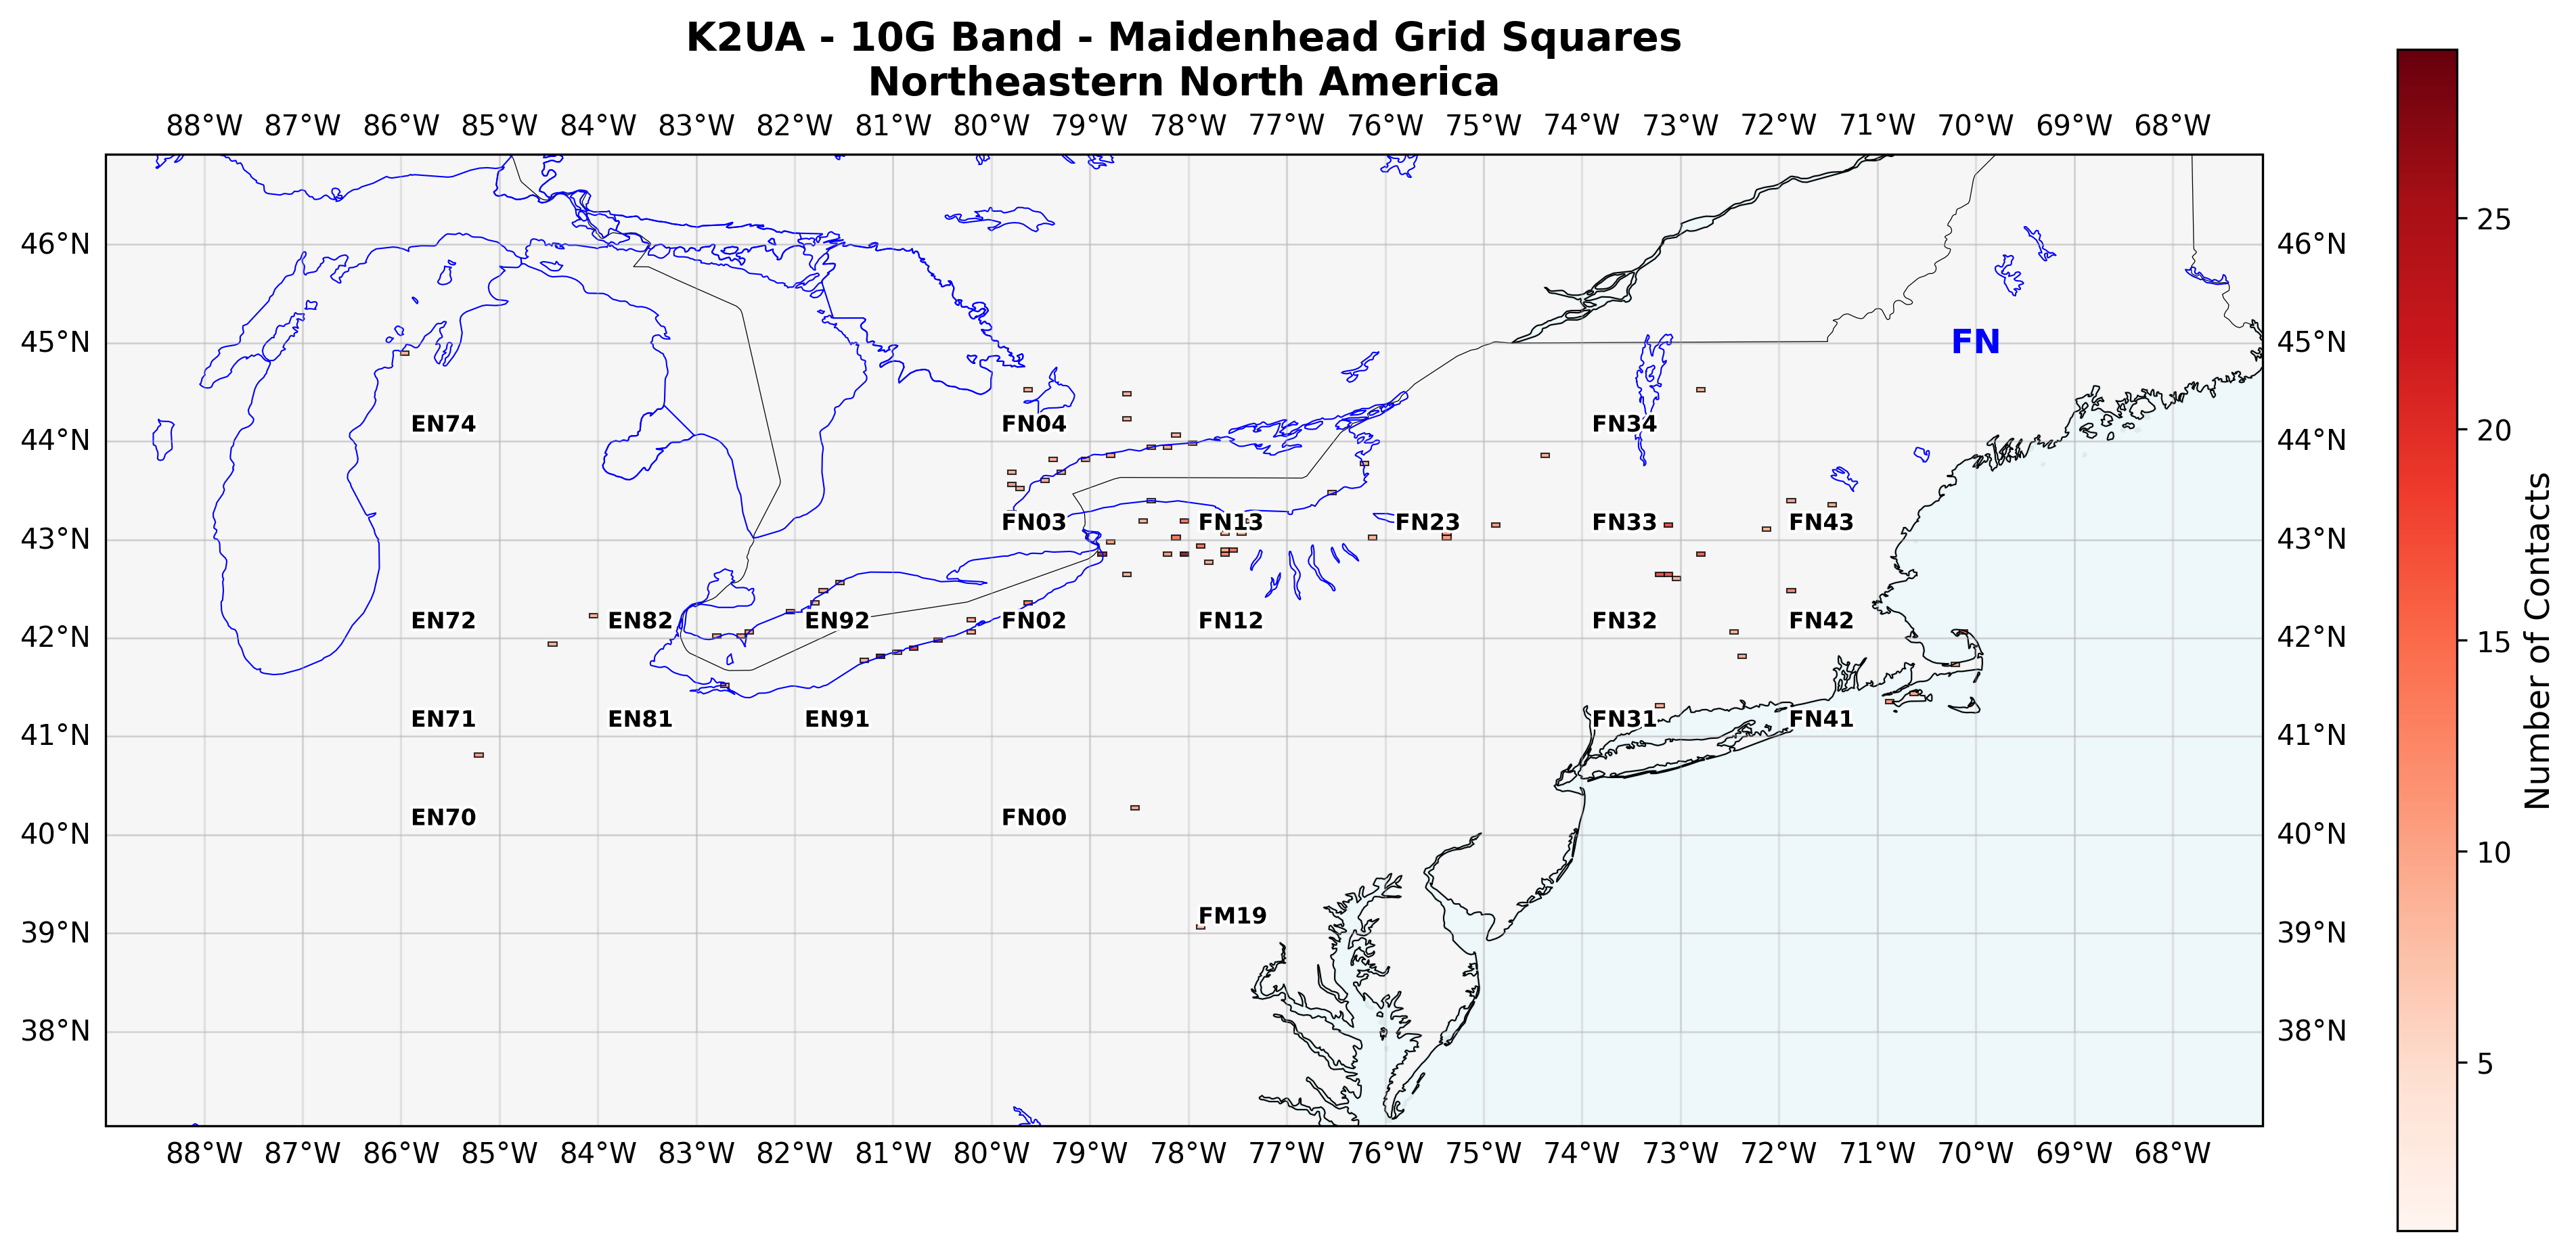 K2UA - 10G Band - Maidenhead Grid Squares
Northeastern North America
88°W 87°W 86°W 85°W 84°W 83°W 82°W 81°W 80°W 79°W 78°W 77°W 76°W 75°W 74°W 73°W 72°W 71°W 70°W 69°W 68°W
25
46°N 46°N
45°N FN 45°N
EN74 FN04 FN34
44°N 44°N 20
FN03 FN13 FN23 FN33 FN43
43°N 43°N
EN72 EN82 EN92 FN02 FN12 FN32 FN42
42°N 42°N 15
EN71 EN81 EN91 FN31 FN41
41°N 41°N
EN70 FN00
40°N 40°N 10
FM19
39°N 39°N
38°N 38°N
5
88°W 87°W 86°W 85°W 84°W 83°W 82°W 81°W 80°W 79°W 78°W 77°W 76°W 75°W 74°W 73°W 72°W 71°W 70°W 69°W 68°W
Number of Contacts